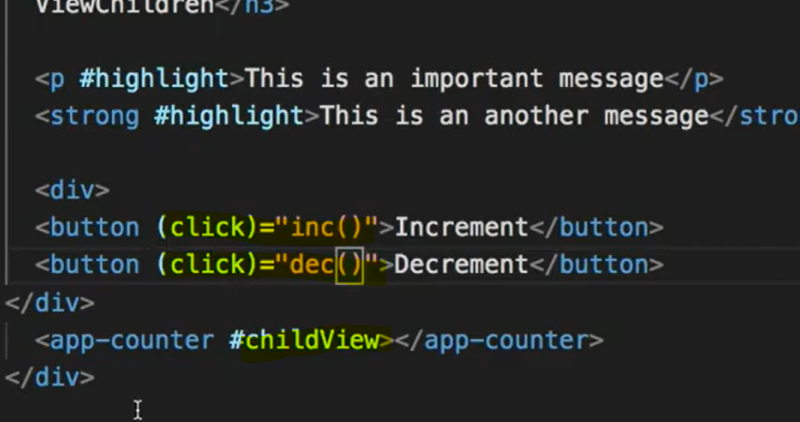 ViewChildren</h3>
<p #highlight>This is an important message</p>
<strong #highlight>This is an another message</stro
<div>
<button (click)="inc()">Increment</button>
<button (click)="dec()">Decrement</button>
</div>
<app-counter #childView></app-counter>
</div>